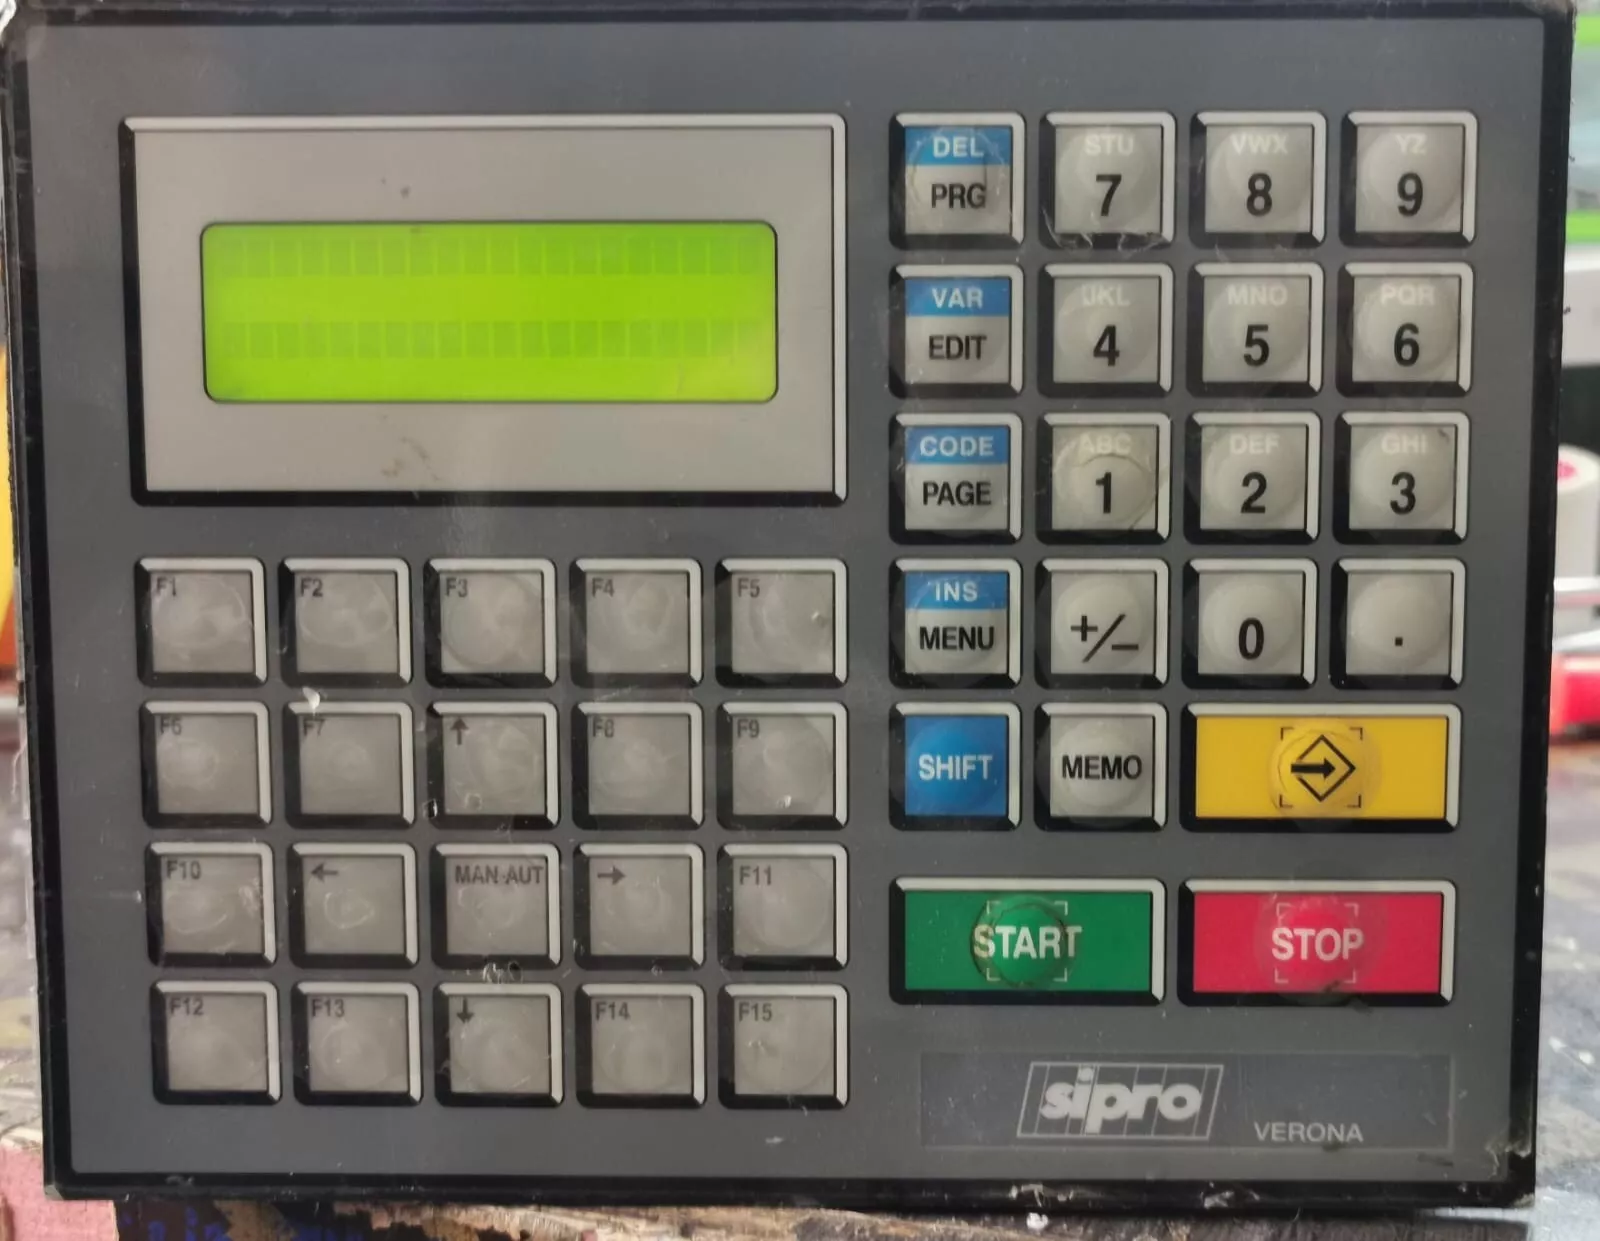 DEL
PRG
STU
7
VWX
8
YZ
9
VAR
EDIT
JKL
4
MNO
5
PQR
6
CODE
PAGE
ABC
1
DEF
2
GHI
3
INS
MENU
+/−
0
.
SHIFT
MEMO
START
STOP
F1
F2
F3
F4
F5
F6
F7
↑
F8
F9
F10
←
MAN-AUT
→
F11
F12
F13
↓
F14
F15
sipro
VERONA